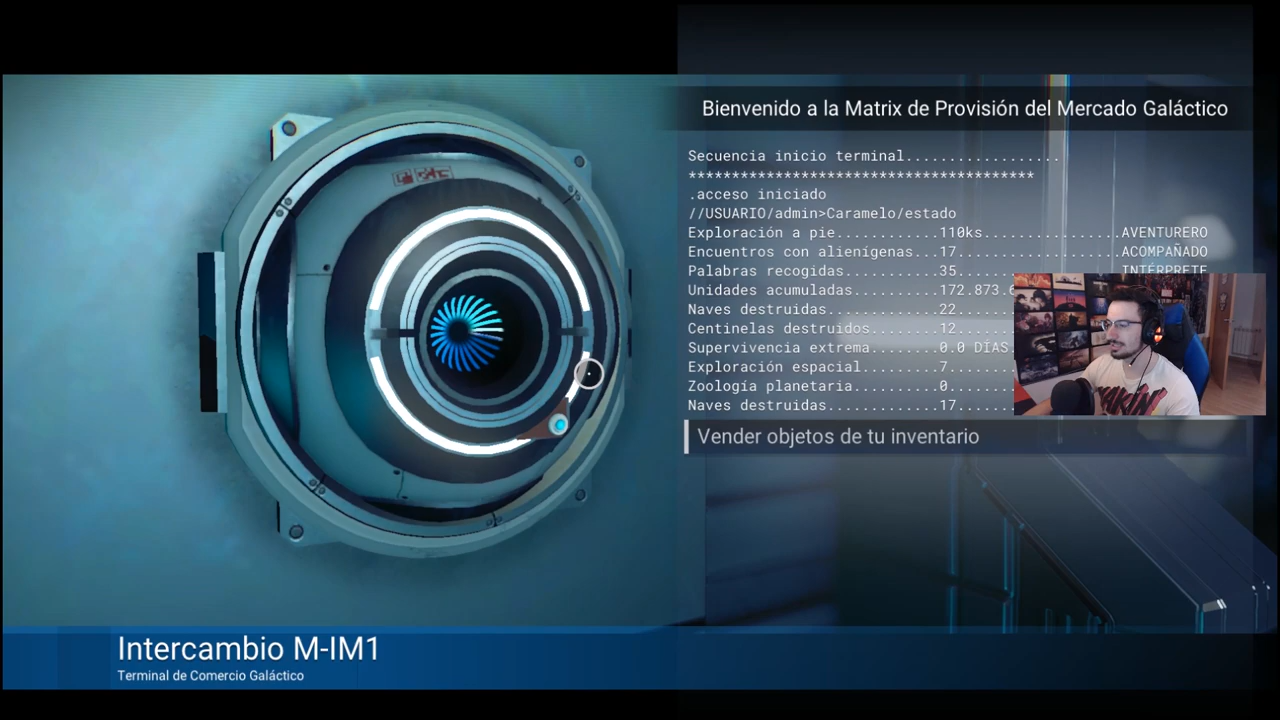 Bienvenido a la Matrix de Provisión del Mercado Galáctico
Secuencia inicio terminal..................
****************************************
.acceso iniciado
//USUARIO/admin>Caramelo/estado
Exploración a pie............110ks................AVENTURERO
Encuentros con alienígenas...17...................ACOMPAÑADO
Palabras recogidas...........35...... INTÉRPRETE
Unidades acumuladas..........172.873.
Naves destruidas.............22......
Centinelas destruidos........12......
Supervivencia extrema........0.0 DÍAS.
Exploración espacial.........7.......
Zoología planetaria..........0.......
Naves destruidas.............17......
Vender objetos de tu inventario
Intercambio M-IM1
Terminal de Comercio Galáctico